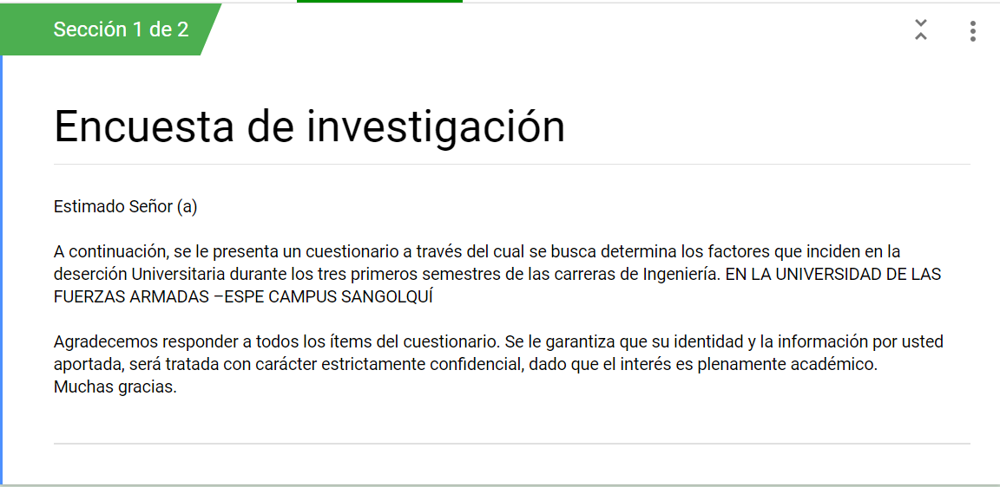 Sección 1 de 2
Encuesta de investigación
Estimado Señor (a)
A continuación, se le presenta un cuestionario a través del cual se busca determina los factores que inciden en la
deserción Universitaria durante los tres primeros semestres de las carreras de Ingeniería. EN LA UNIVERSIDAD DE LAS
FUERZAS ARMADAS –ESPE CAMPUS SANGOLQUÍ
Agradecemos responder a todos los ítems del cuestionario. Se le garantiza que su identidad y la información por usted
aportada, será tratada con carácter estrictamente confidencial, dado que el interés es plenamente académico.
Muchas gracias.